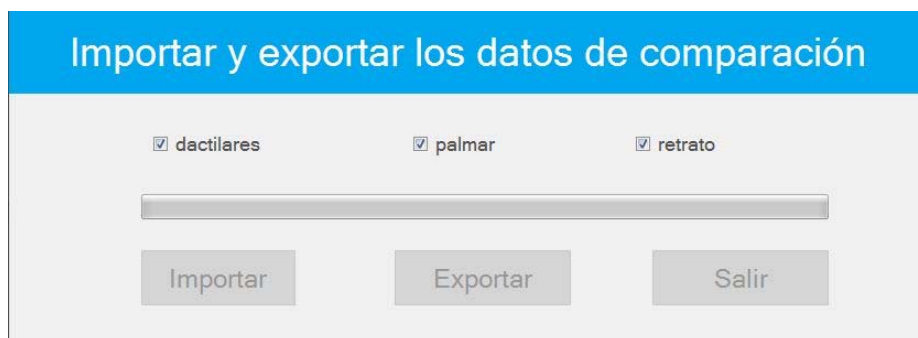 Importar y exportar los datos de comparación
dactilares palmar retrato
Importar Exportar Salir